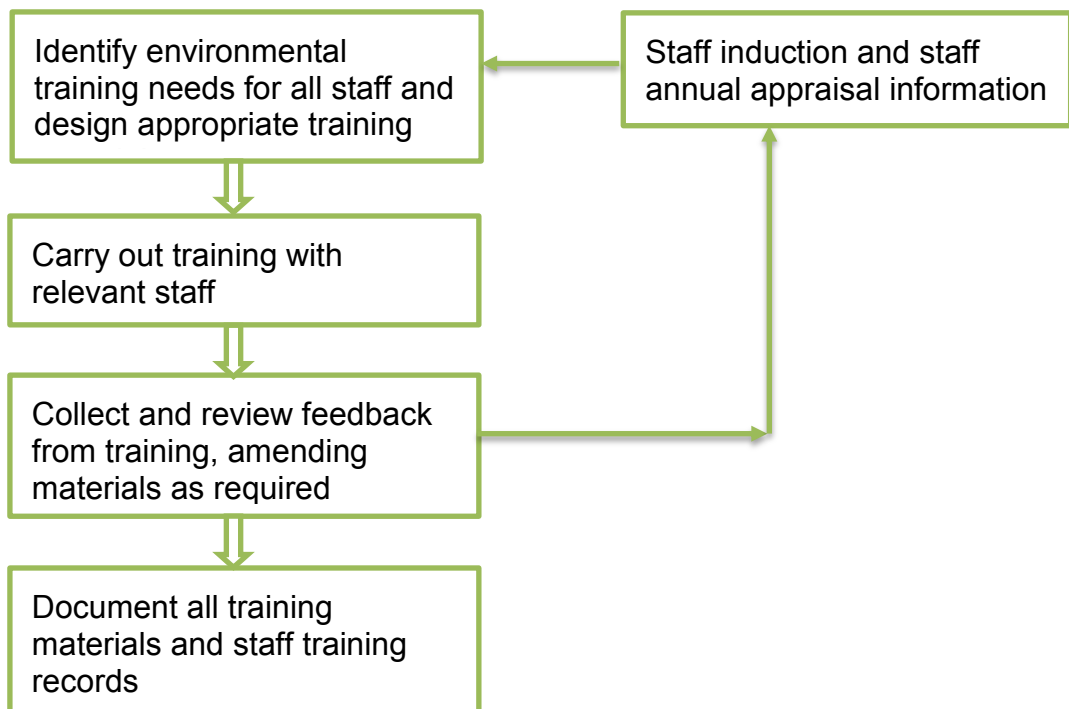 Identify environmental
training needs for all staff and
design appropriate training
Staff induction and staff
annual appraisal information
Carry out training with
relevant staff
Collect and review feedback
from training, amending
materials as required
Document all training
materials and staff training
records